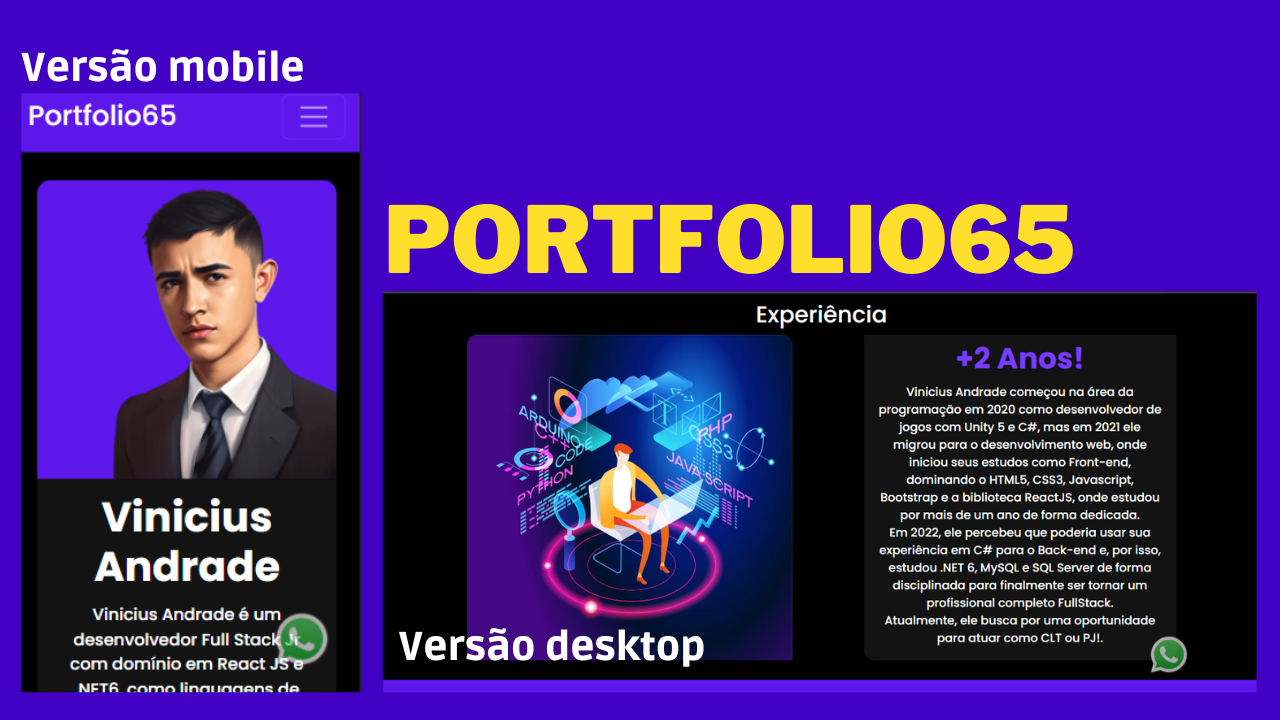 Versão mobile
Portfolio65
Vinicius
Andrade
Vinicius Andrade é um
desenvolvedor Full Stack Jr
com domínio em React JS e
.NET6, como linguagens de
PORTFOLIO65
Experiência
ARDUINO
C++
CODE
PYTHON
PHP
CSS3
JAVA SCRIPT
T
+2 Anos!
Vinicius Andrade começou na área da
programação em 2020 como desenvolvedor de
jogos com Unity 5 e C#, mas em 2021 ele
migrou para o desenvolvimento web, onde
iniciou seus estudos como Front-end,
dominando o HTML5, CSS3, Javascript,
Bootstrap e a biblioteca ReactJS, onde estudou
por mais de um ano de forma dedicada.
Em 2022, ele percebeu que poderia usar sua
experiência em C# para o Back-end e, por isso,
estudou .NET 6, MySQL e SQL Server de forma
disciplinada para finalmente ser tornar um
profissional completo FullStack.
Atualmente, ele busca por uma oportunidade
para atuar como CLT ou PJ!.
Versão desktop